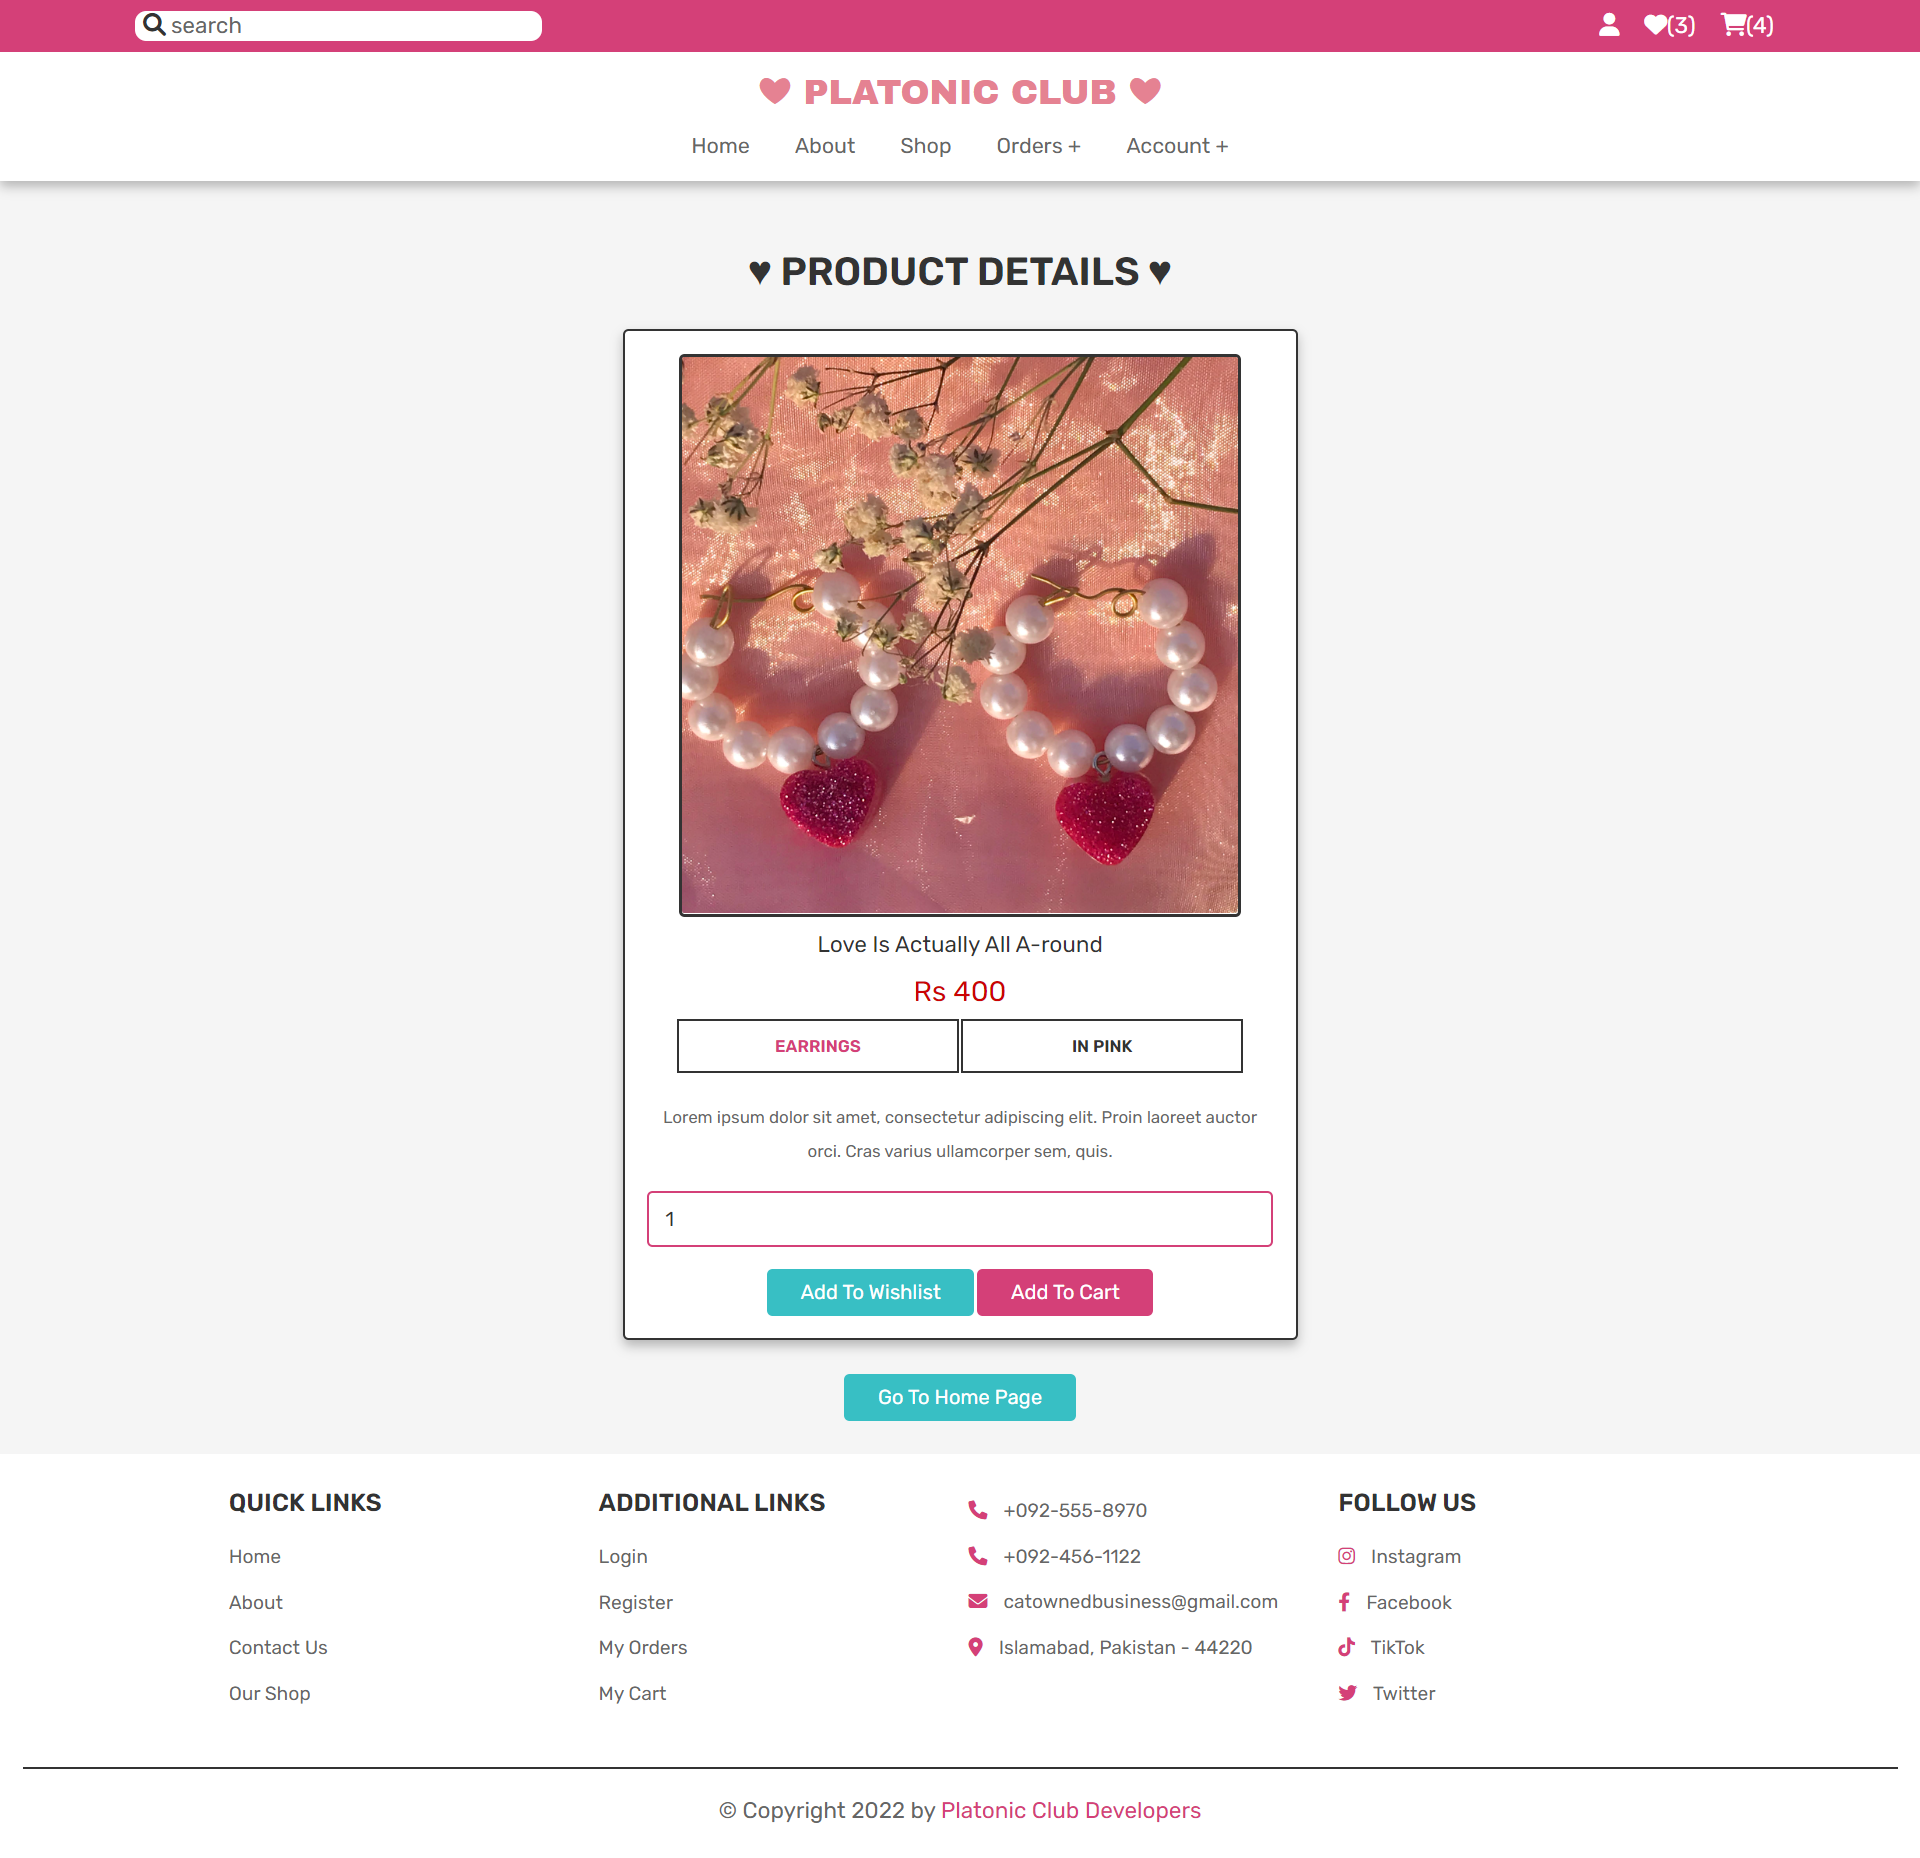 search
(3)
(4)
PLATONIC CLUB
Home About Shop Orders + Account +
♥ PRODUCT DETAILS ♥
Love Is Actually All A-round
Rs 400
EARRINGS
IN PINK
Lorem ipsum dolor sit amet, consectetur adipiscing elit. Proin laoreet auctor
orci. Cras varius ullamcorper sem, quis.
1
Add To Wishlist
Add To Cart
Go To Home Page
QUICK LINKS
Home
About
Contact Us
Our Shop
ADDITIONAL LINKS
Login
Register
My Orders
My Cart
+092-555-8970
+092-456-1122
catownedbusiness@gmail.com
Islamabad, Pakistan - 44220
FOLLOW US
Instagram
Facebook
TikTok
Twitter
© Copyright 2022 by Platonic Club Developers